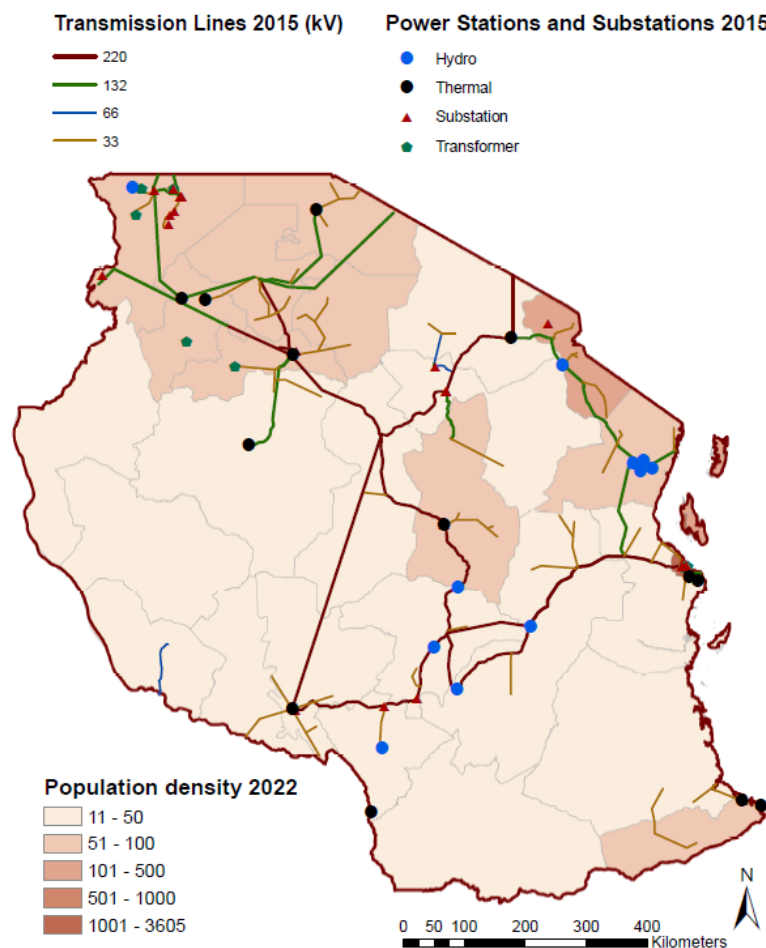 Transmission Lines 2015 (kV)
220
132
66
33
Power Stations and Substations 2015
Hydro
Thermal
Substation
Transformer
Population density 2022
11 - 50
51 - 100
101 - 500
501 - 1000
1001 - 3605
N
0 50 100 200 300 400
Kilometers